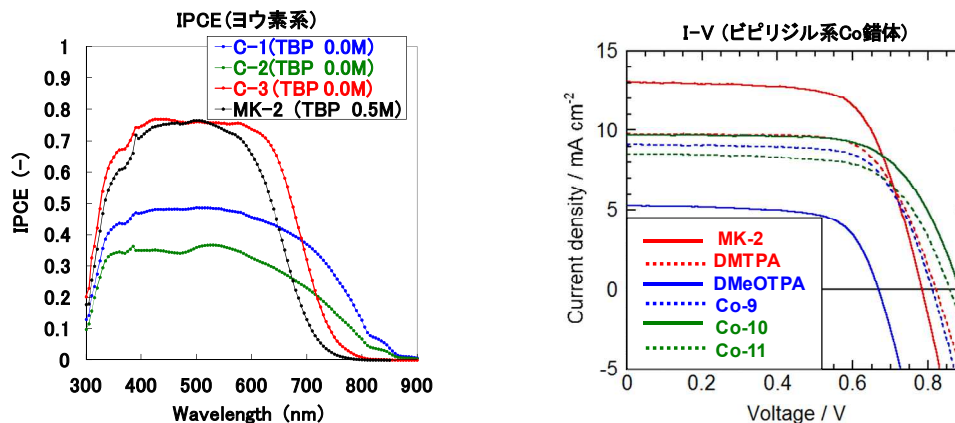 IPCE(ヨウ素系)
C-1(TBP 0.0M)
C-2(TBP 0.0M)
C-3(TBP 0.0M)
MK-2 (TBP 0.5M)
1
0.9
0.8
0.7
0.6
0.5
0.4
0.3
0.2
0.1
0
IPCE (-)
300 400 500 600 700 800 900
Wavelength (nm)
I-V (ビピリジル系Co錯体)
15
10
5
0
-5
Current density / mA cm-2
MK-2
DMTPA
DMeOTPA
Co-9
Co-10
Co-11
0 0.2 0.4 0.6 0.8
Voltage / V